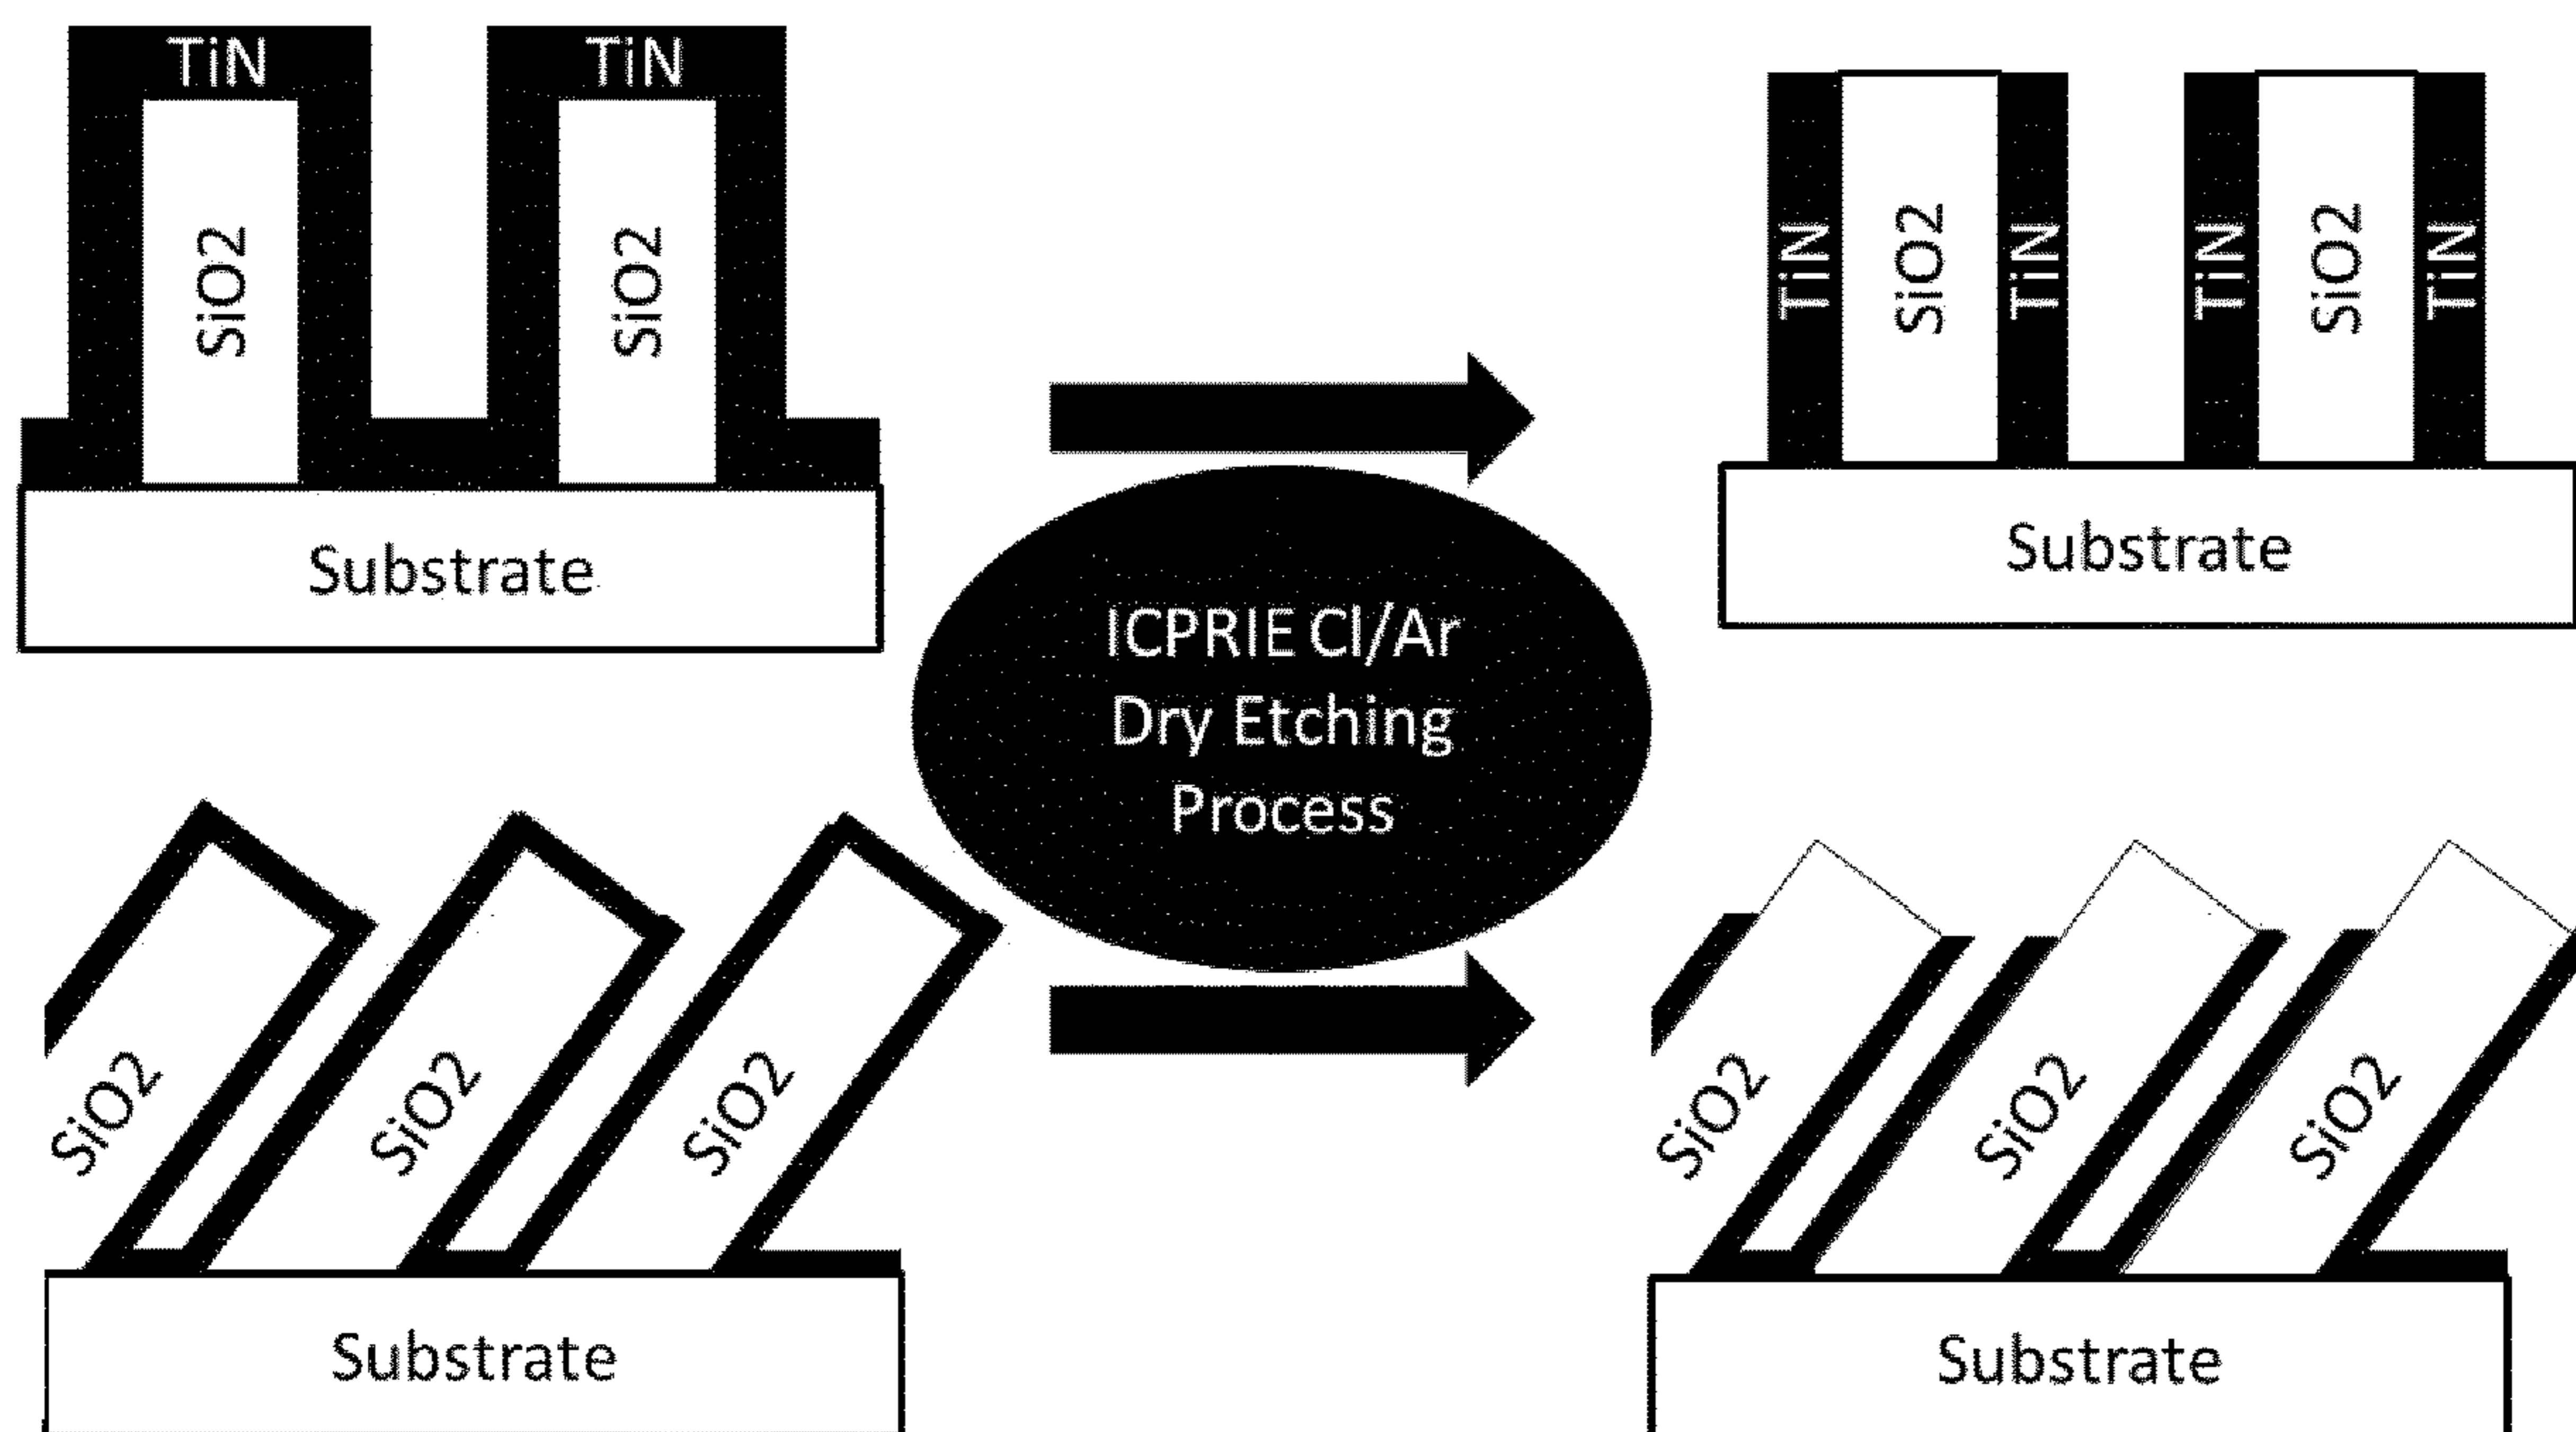 TiN
TiN
SiO2
SiO2
Substrate
TiN
SiO2
TiN
TiN
SiO2
TiN
Substrate
ICPRIE Cl/Ar
Dry Etching
Process
SiO2
SiO2
SiO2
Substrate
SiO2
SiO2
SiO2
Substrate